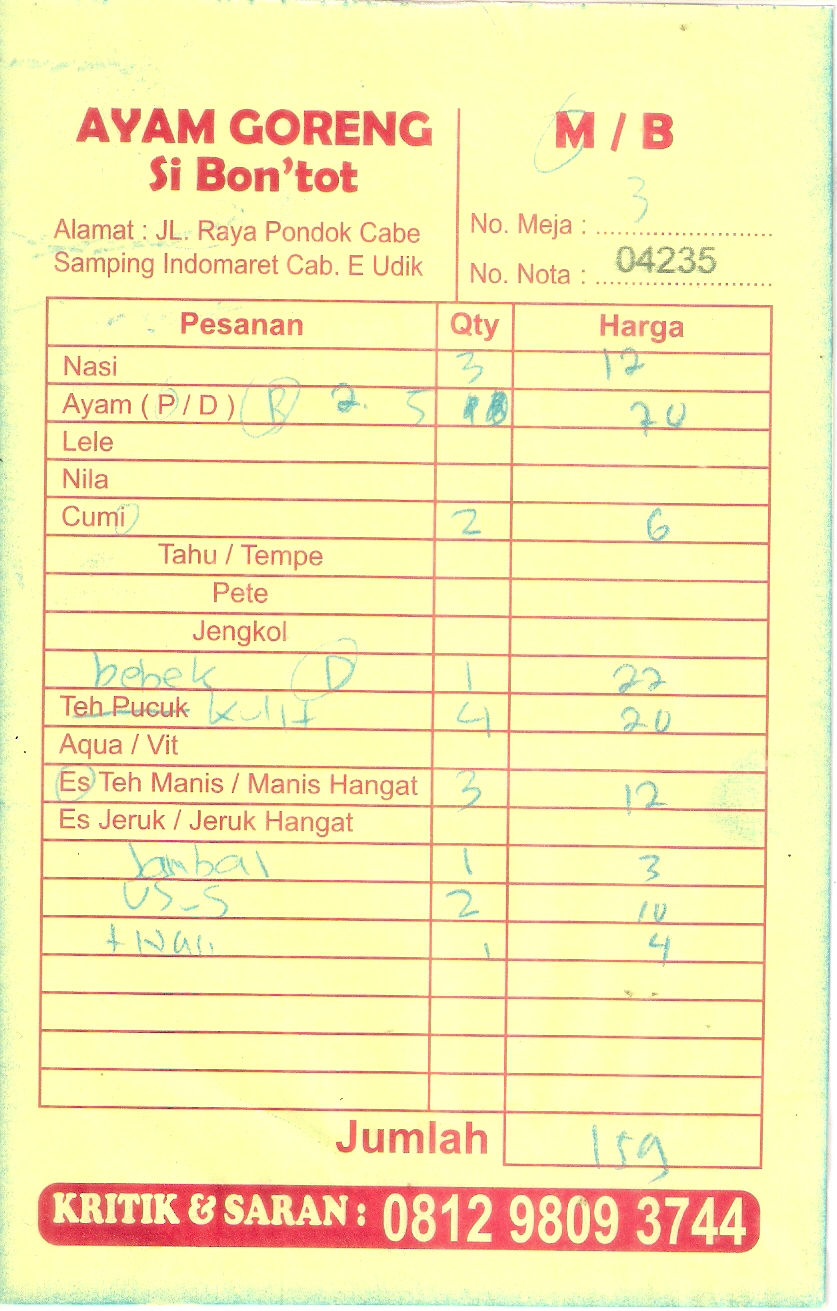 AYAM GORENG
Si Bon'tot
Alamat : JL. Raya Pondok Cabe
Samping Indomaret Cab. E Udik
M / B
No. Meja : 3
No. Nota : 04235
Pesanan Qty Harga
Nasi 3 12
Ayam ( P / D ) B 2. 5 70
Lele
Nila
Cumi 2 6
Tahu / Tempe
Pete
Jengkol
bebek D 1 22
Teh Pucuk kulit 4 20
Aqua / Vit
Es Teh Manis / Manis Hangat 3 12
Es Jeruk / Jeruk Hangat
Jambal 1 3
US-S 2 10
1 4
Jumlah 159
KRITIK & SARAN : 0812 9809 3744